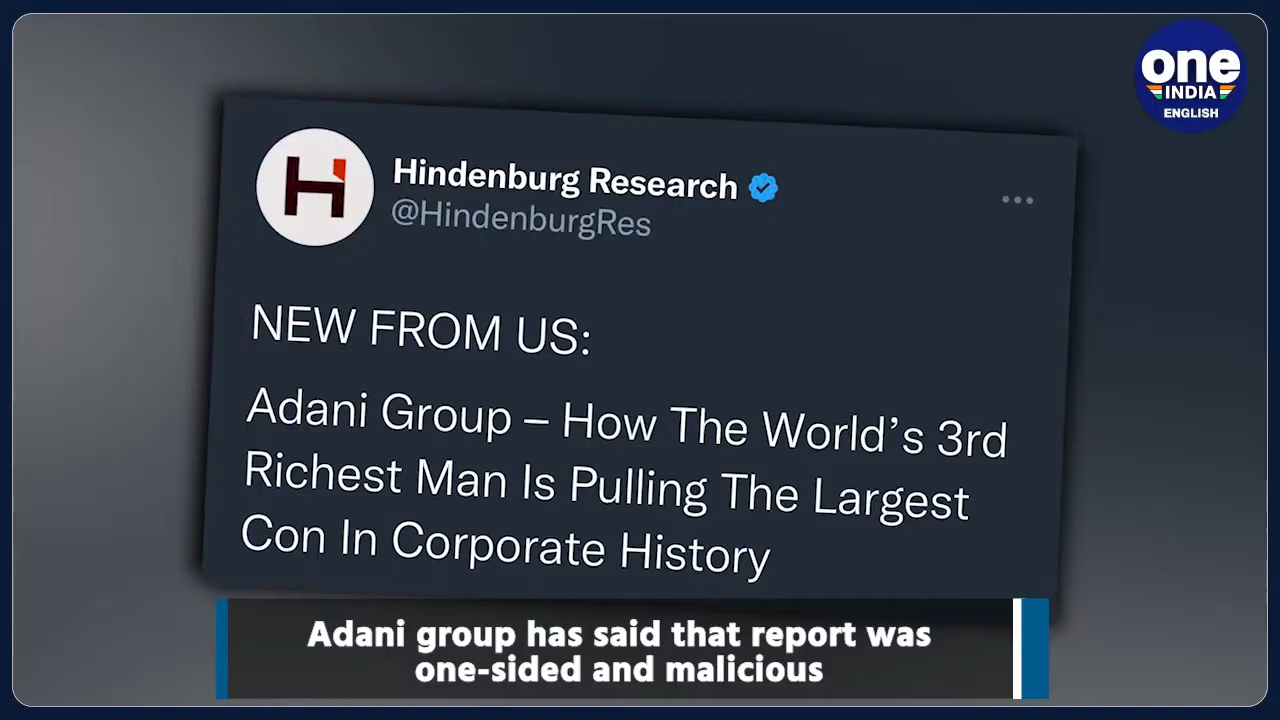 one
INDIA
ENGLISH
Hindenburg Research
@HindenburgRes
NEW FROM US:
Adani Group – How The World’s 3rd
Richest Man Is Pulling The Largest
Con In Corporate History
Adani group has said that report was
one-sided and malicious